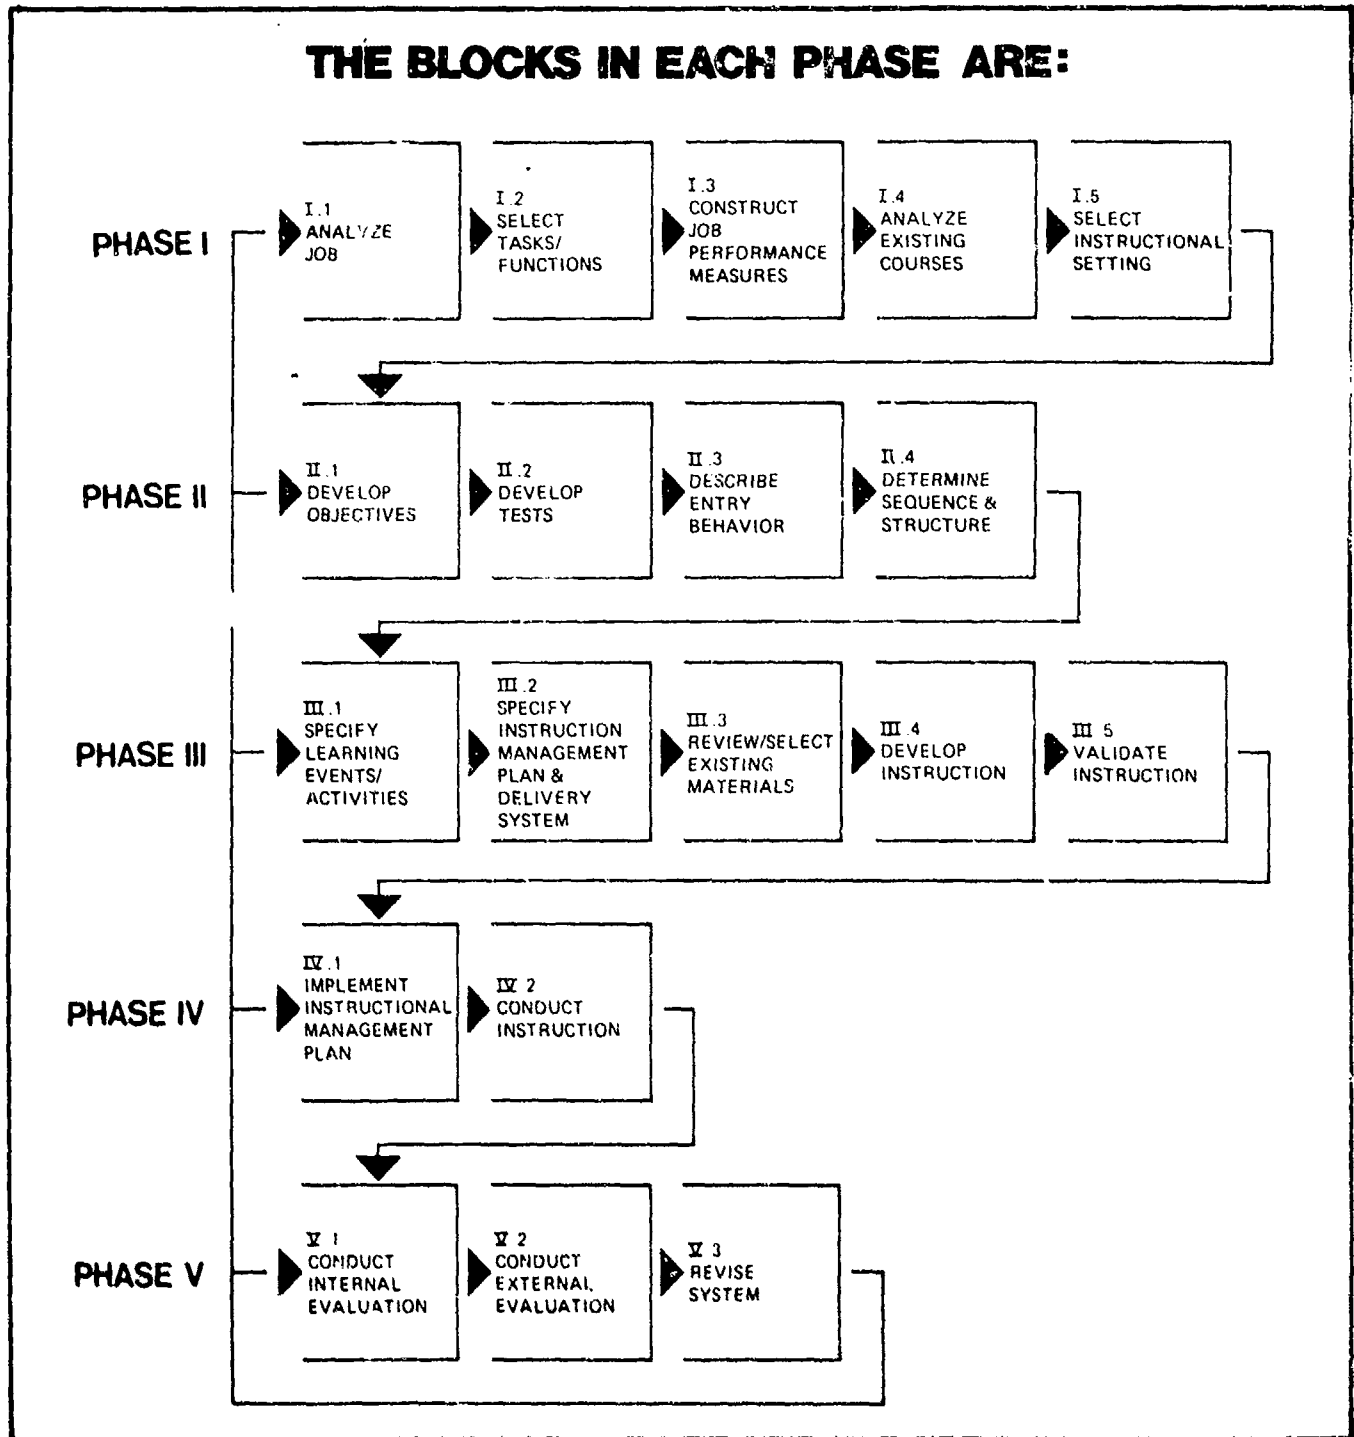 THE BLOCKS IN EACH PHASE ARE:
PHASE I
I.1
ANALYZE
JOB
I.2
SELECT
TASKS/
FUNCTIONS
I.3
CONSTRUCT
JOB
PERFORMANCE
MEASURES
I.4
ANALYZE
EXISTING
COURSES
I.5
SELECT
INSTRUCTIONAL
SETTING
PHASE II
II.1
DEVELOP
OBJECTIVES
II.2
DEVELOP
TESTS
II.3
DESCRIBE
ENTRY
BEHAVIOR
II.4
DETERMINE
SEQUENCE &
STRUCTURE
PHASE III
III.1
SPECIFY
LEARNING
EVENTS/
ACTIVITIES
III.2
SPECIFY
INSTRUCTION
MANAGEMENT
PLAN &
DELIVERY
SYSTEM
III.3
REVIEW/SELECT
EXISTING
MATERIALS
III.4
DEVELOP
INSTRUCTION
III 5
VALIDATE
INSTRUCTION
PHASE IV
IV.1
IMPLEMENT
INSTRUCTIONAL
MANAGEMENT
PLAN
IV 2
CONDUCT
INSTRUCTION
PHASE V
V 1
CONDUCT
INTERNAL
EVALUATION
V 2
CONDUCT
EXTERNAL
EVALUATION
V 3
REVISE
SYSTEM